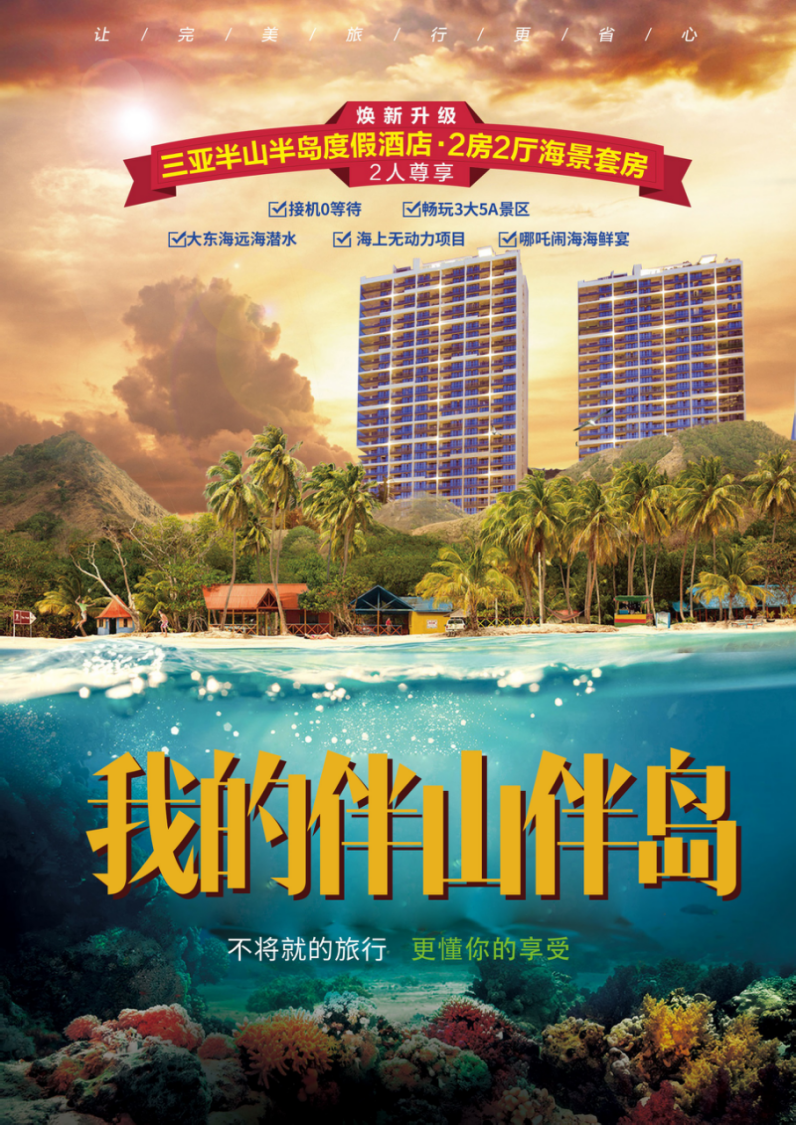 让/完/美/旅/行/更/省/心
焕新升级
三亚半山半岛度假酒店·2房2厅海景套房
2人尊享
接机0等待 畅玩3大5A景区
大东海远海潜水 海上无动力项目 哪吒闹海海鲜宴
我的伴山伴岛
不将就的旅行 更懂你的享受